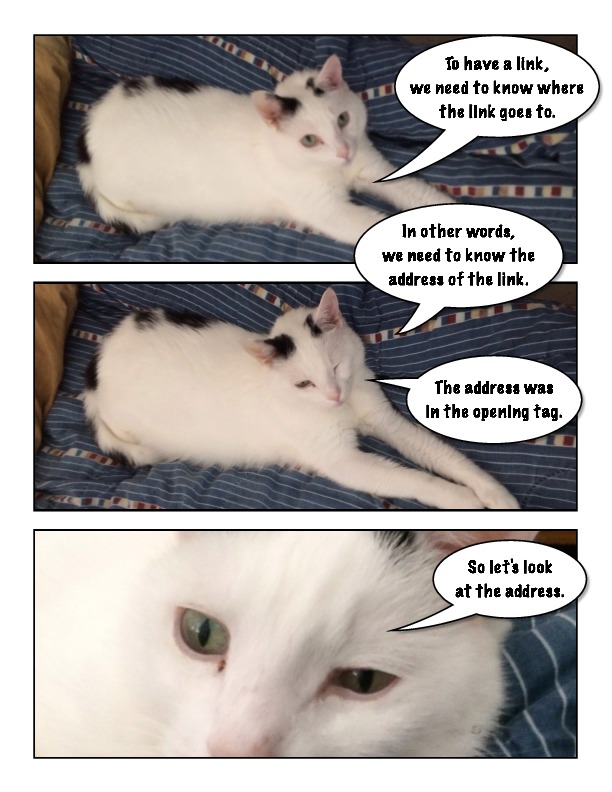 To have a link,
we need to know where
the link goes to.
In other words,
we need to know the
address of the link.
The address was
in the opening tag.
So let's look
at the address.